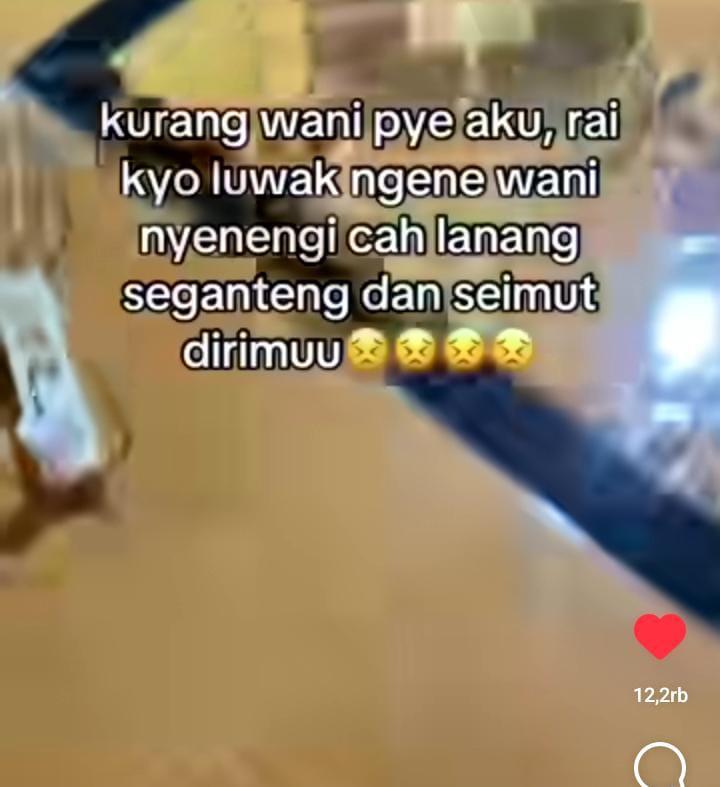 kurang wani pye aku, rai
kyo luwak ngene wani
nyenengi cah lanang
seganteng dan seimut
dirimuu😣😣😣😣
12,2rb